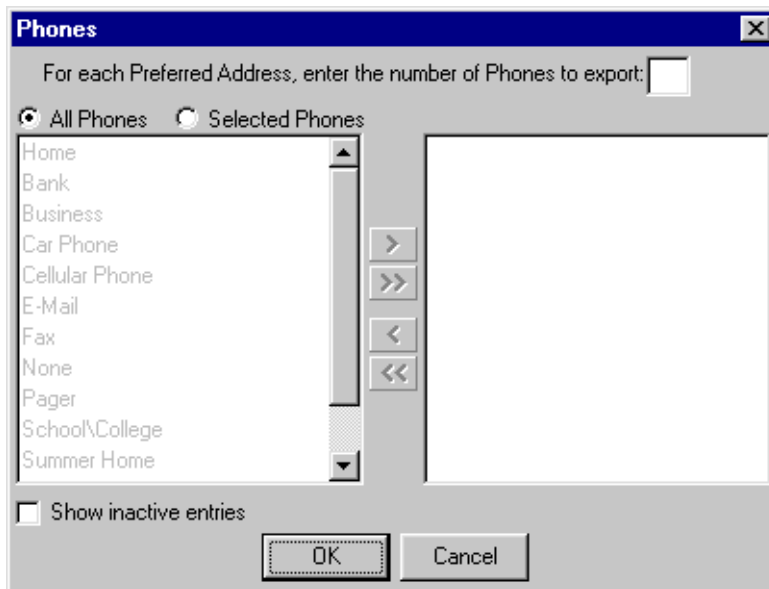 Phones
For each Preferred Address, enter the number of Phones to export:
All Phones Selected Phones
Home
Bank
Business
Car Phone
Cellular Phone
E-Mail
Fax
None
Pager
School\College
Summer Home
>
>>
<
<<
Show inactive entries
OK Cancel